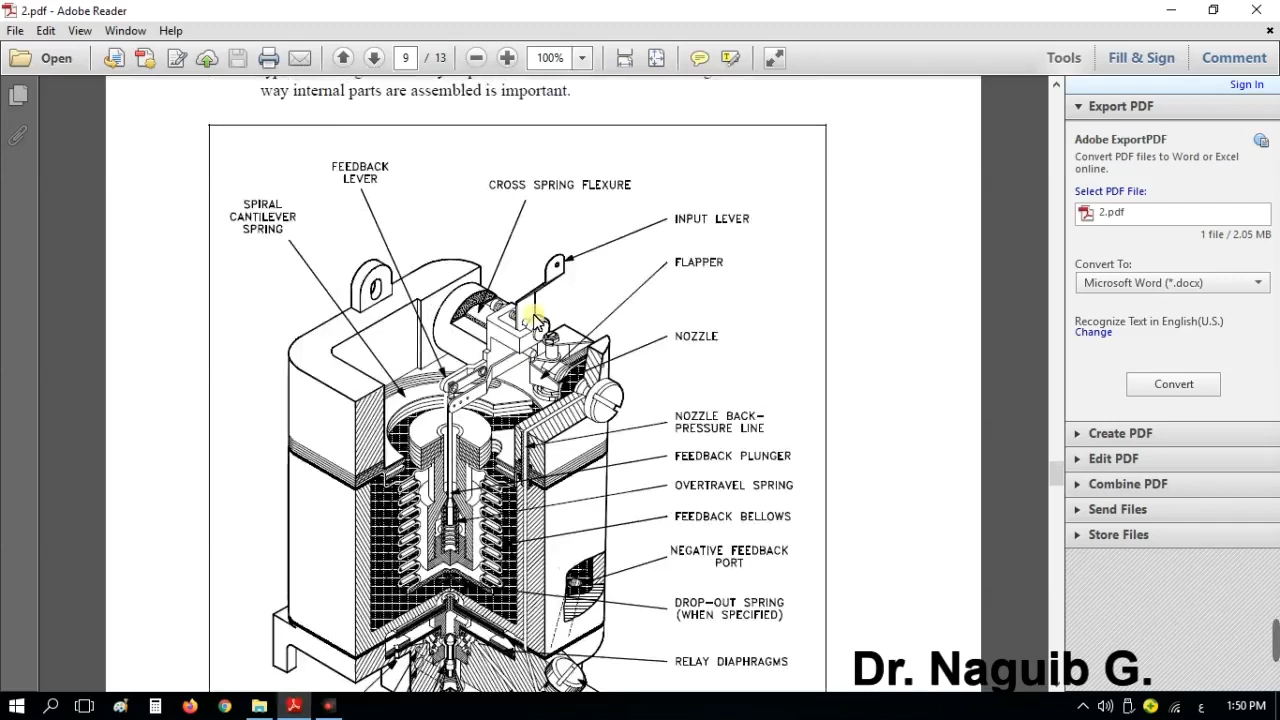 2.pdf - Adobe Reader
File Edit View Window Help
Open
9 / 13
100%
Tools
Fill & Sign
Comment
way internal parts are assembled is important.
FEEDBACK
LEVER
CROSS SPRING FLEXURE
SPIRAL
CANTILEVER
SPRING
INPUT LEVER
FLAPPER
NOZZLE
NOZZLE BACK-
PRESSURE LINE
FEEDBACK PLUNGER
OVERTRAVEL SPRING
FEEDBACK BELLOWS
NEGATIVE FEEDBACK
PORT
DROP-OUT SPRING
(WHEN SPECIFIED)
RELAY DIAPHRAGMS
Sign In
Export PDF
Adobe ExportPDF
Convert PDF files to Word or Excel
online.
Select PDF File:
2.pdf
1 file / 2.05 MB
Convert To:
Microsoft Word (*.docx)
Recognize Text in English(U.S.)
Change
Convert
Create PDF
Edit PDF
Combine PDF
Send Files
Store Files
Dr. Naguib G.
ع
1:50 PM